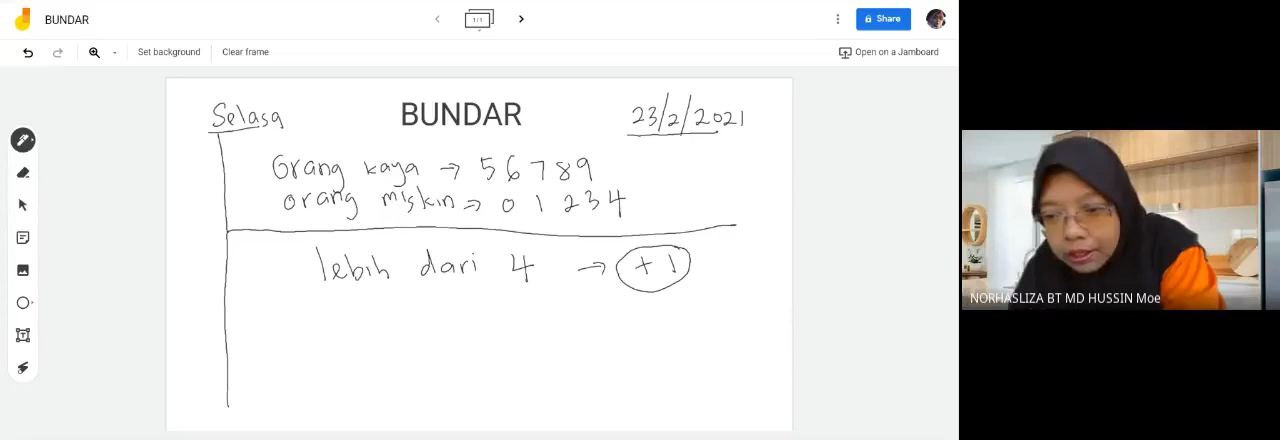 BUNDAR
1/1
Share
Set background
Clear frame
Open on a Jamboard
Selasa BUNDAR 23/2/2021
Orang kaya → 5 6 7 8 9
orang miskin → 0 1 2 3 4
lebih dari 4 → +1
NORHASLIZA BT MD HUSSIN Moe